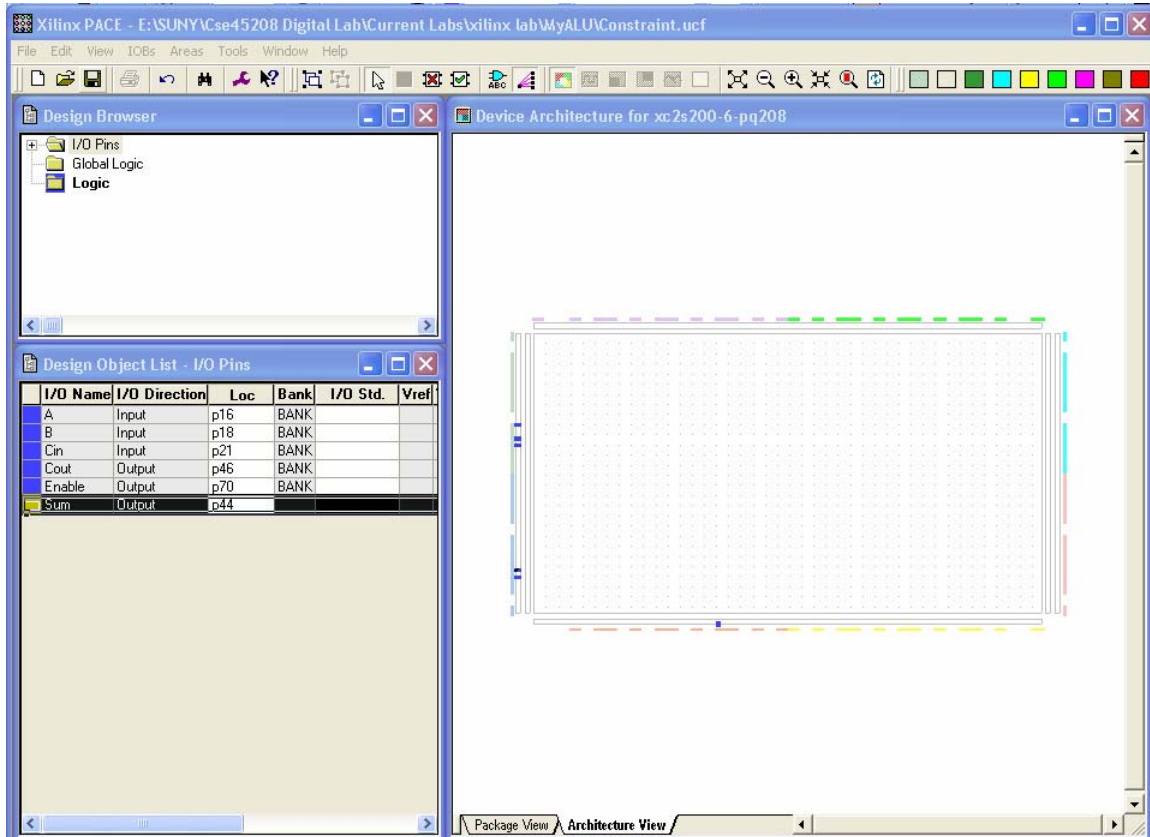 Xilinx PACE - E:\SUNY\Cse45208 Digital Lab\Current Labs\xilinx lab\MyALU\Constraint.ucf
File Edit View IOBs Areas Tools Window Help
ABC
Design Browser
I/O Pins
Global Logic
Logic
Design Object List - I/O Pins
I/O Name I/O Direction Loc Bank I/O Std. Vref
A Input p16 BANK
B Input p18 BANK
Cin Input p21 BANK
Cout Output p46 BANK
Enable Output p70 BANK
Sum Output p44
Device Architecture for xc2s200-6-pq208
Package View Architecture View